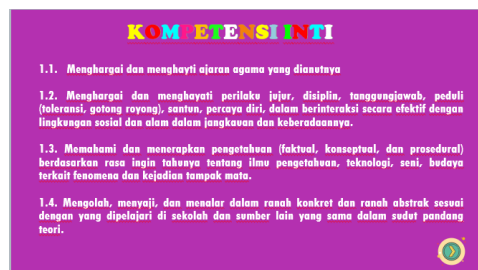 KOMPETENSI INTI
1.1. Menghargai dan menghayti ajaran agama yang dianutnya
1.2. Menghargai dan menghayati perilaku jujur, disiplin, tanggungjawab, peduli
(toleransi, gotong royong), santun, percaya diri, dalam berinteraksi secara efektif dengan
lingkungan sosial dan alam dalam jangkauan dan keberadaannya.
1.3. Memahami dan menerapkan pengetahuan (faktual, konseptual, dan prosedural)
berdasarkan rasa ingin tahunya tentang ilmu pengetahuan, teknologi, seni, budaya
terkait fenomena dan kejadian tampak mata.
1.4. Mengolah, menyaji, dan menalar dalam ranah konkret dan ranah abstrak sesuai
dengan yang dipelajari di sekolah dan sumber lain yang sama dalam sudut pandang
teori.